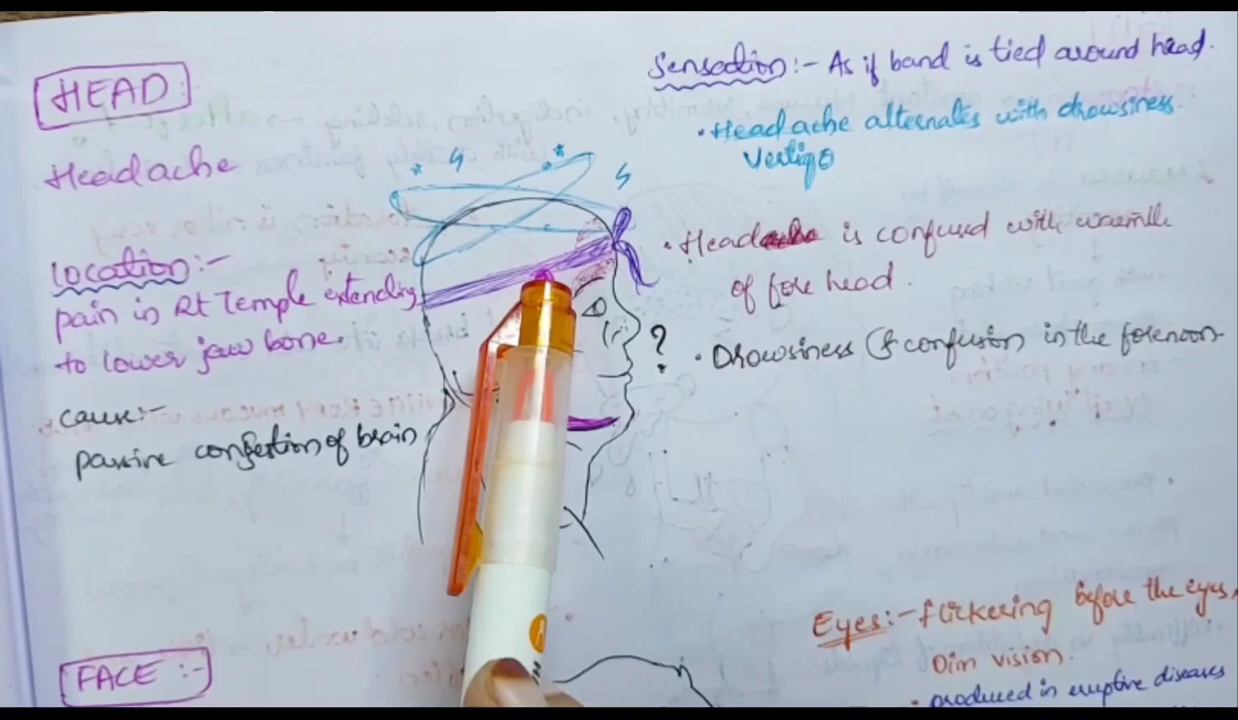 HEAD
Headache
Location:-
pain in Rt Temple extending
to lower jaw bone.
cause:-
passive congestion of brain
Sensation:- As if band is tied around head.
• Headache alternates with drowsiness
Vertigo
• Head is confused with warmth
of fore head.
?
• Drowsiness & confusion in the forenoon
Eyes:- flickering before the eyes,
Dim vision.
• produced in eruptive diseases
FACE :-